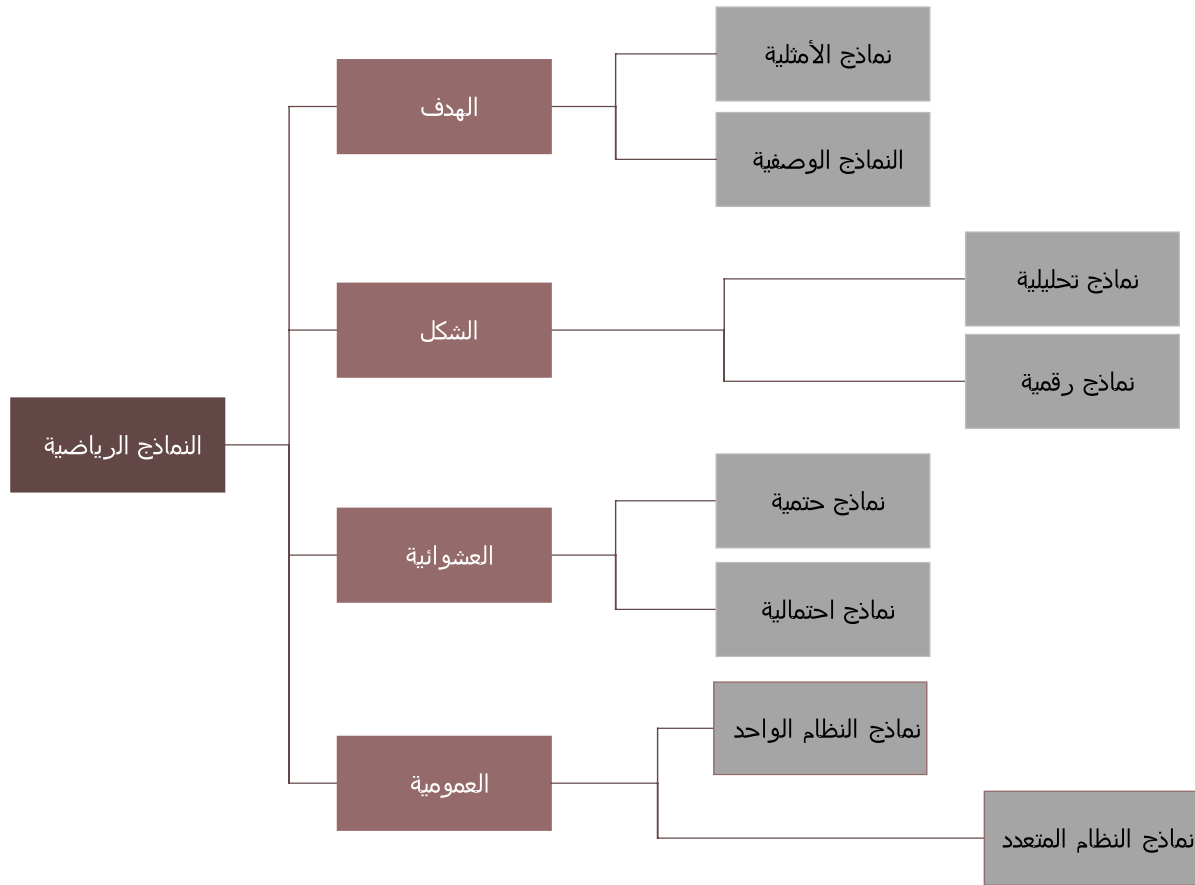 النماذج الرياضية
الهدف
نماذج الأمثلية
النماذج الوصفية
الشكل
نماذج تحليلية
نماذج رقمية
العشوائية
نماذج حتمية
نماذج احتمالية
العمومية
نماذج النظام الواحد
نماذج النظام المتعدد